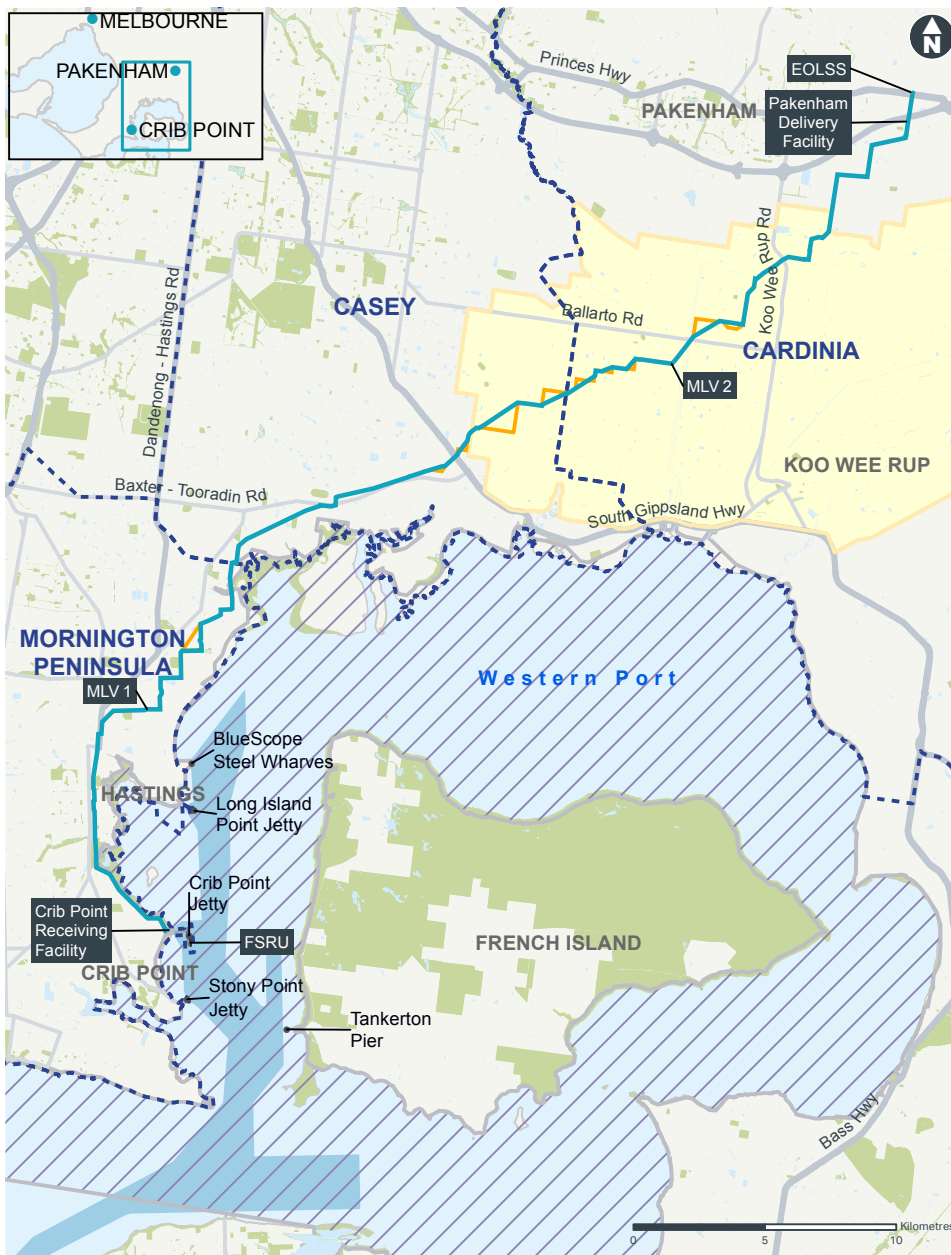 MELBOURNE
PAKENHAM
CRIB POINT
N
Princes Hwy
EOLSS
PAKENHAM
Pakenham
Delivery
Facility
Koo Wee Rup Rd
Dandenong - Hastings Rd
CASEY
Ballarto Rd
CARDINIA
MLV 2
KOO WEE RUP
Baxter - Tooradin Rd
South Gippsland Hwy
MORNINGTON
PENINSULA
Western Port
MLV 1
BlueScope
Steel Wharves
HASTINGS
Long Island
Point Jetty
Crib Point
Jetty
Crib Point
Receiving
Facility
FSRU
FRENCH ISLAND
CRIB POINT
Stony Point
Jetty
Tankerton
Pier
Bass Hwy
Kilometres
0 5 10